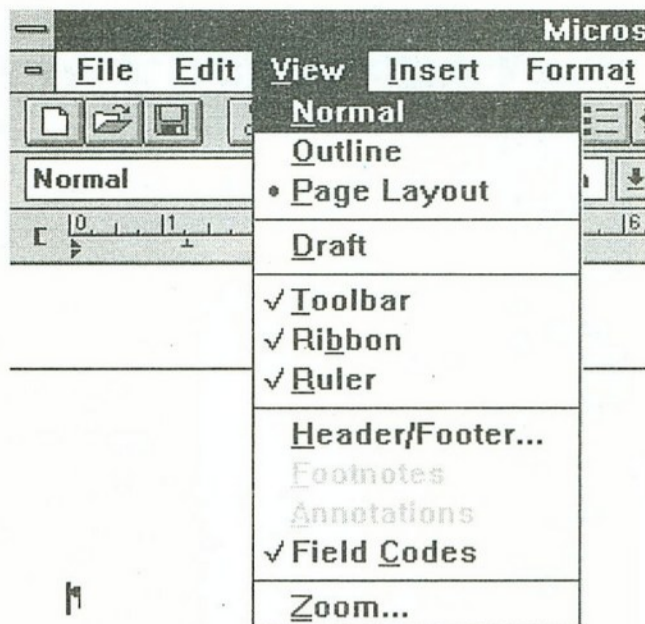 Micros
File Edit View Insert Format
Normal
Outline
• Page Layout
Normal
0 1 6
Draft
✓ Toolbar
✓ Ribbon
✓ Ruler
Header/Footer...
Footnotes
Annotations
✓ Field Codes
¶
Zoom...